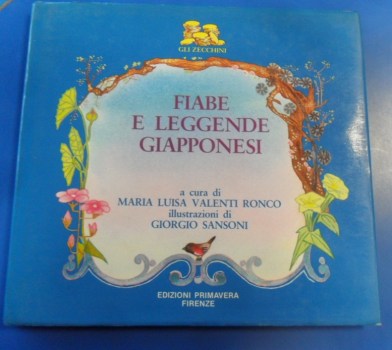 GLI ZECCHINI
FIABE
E LEGGENDE
GIAPPONESI
a cura di
MARIA LUISA VALENTI RONCO
illustrazioni di
GIORGIO SANSONI
EDIZIONI PRIMAVERA
FIRENZE